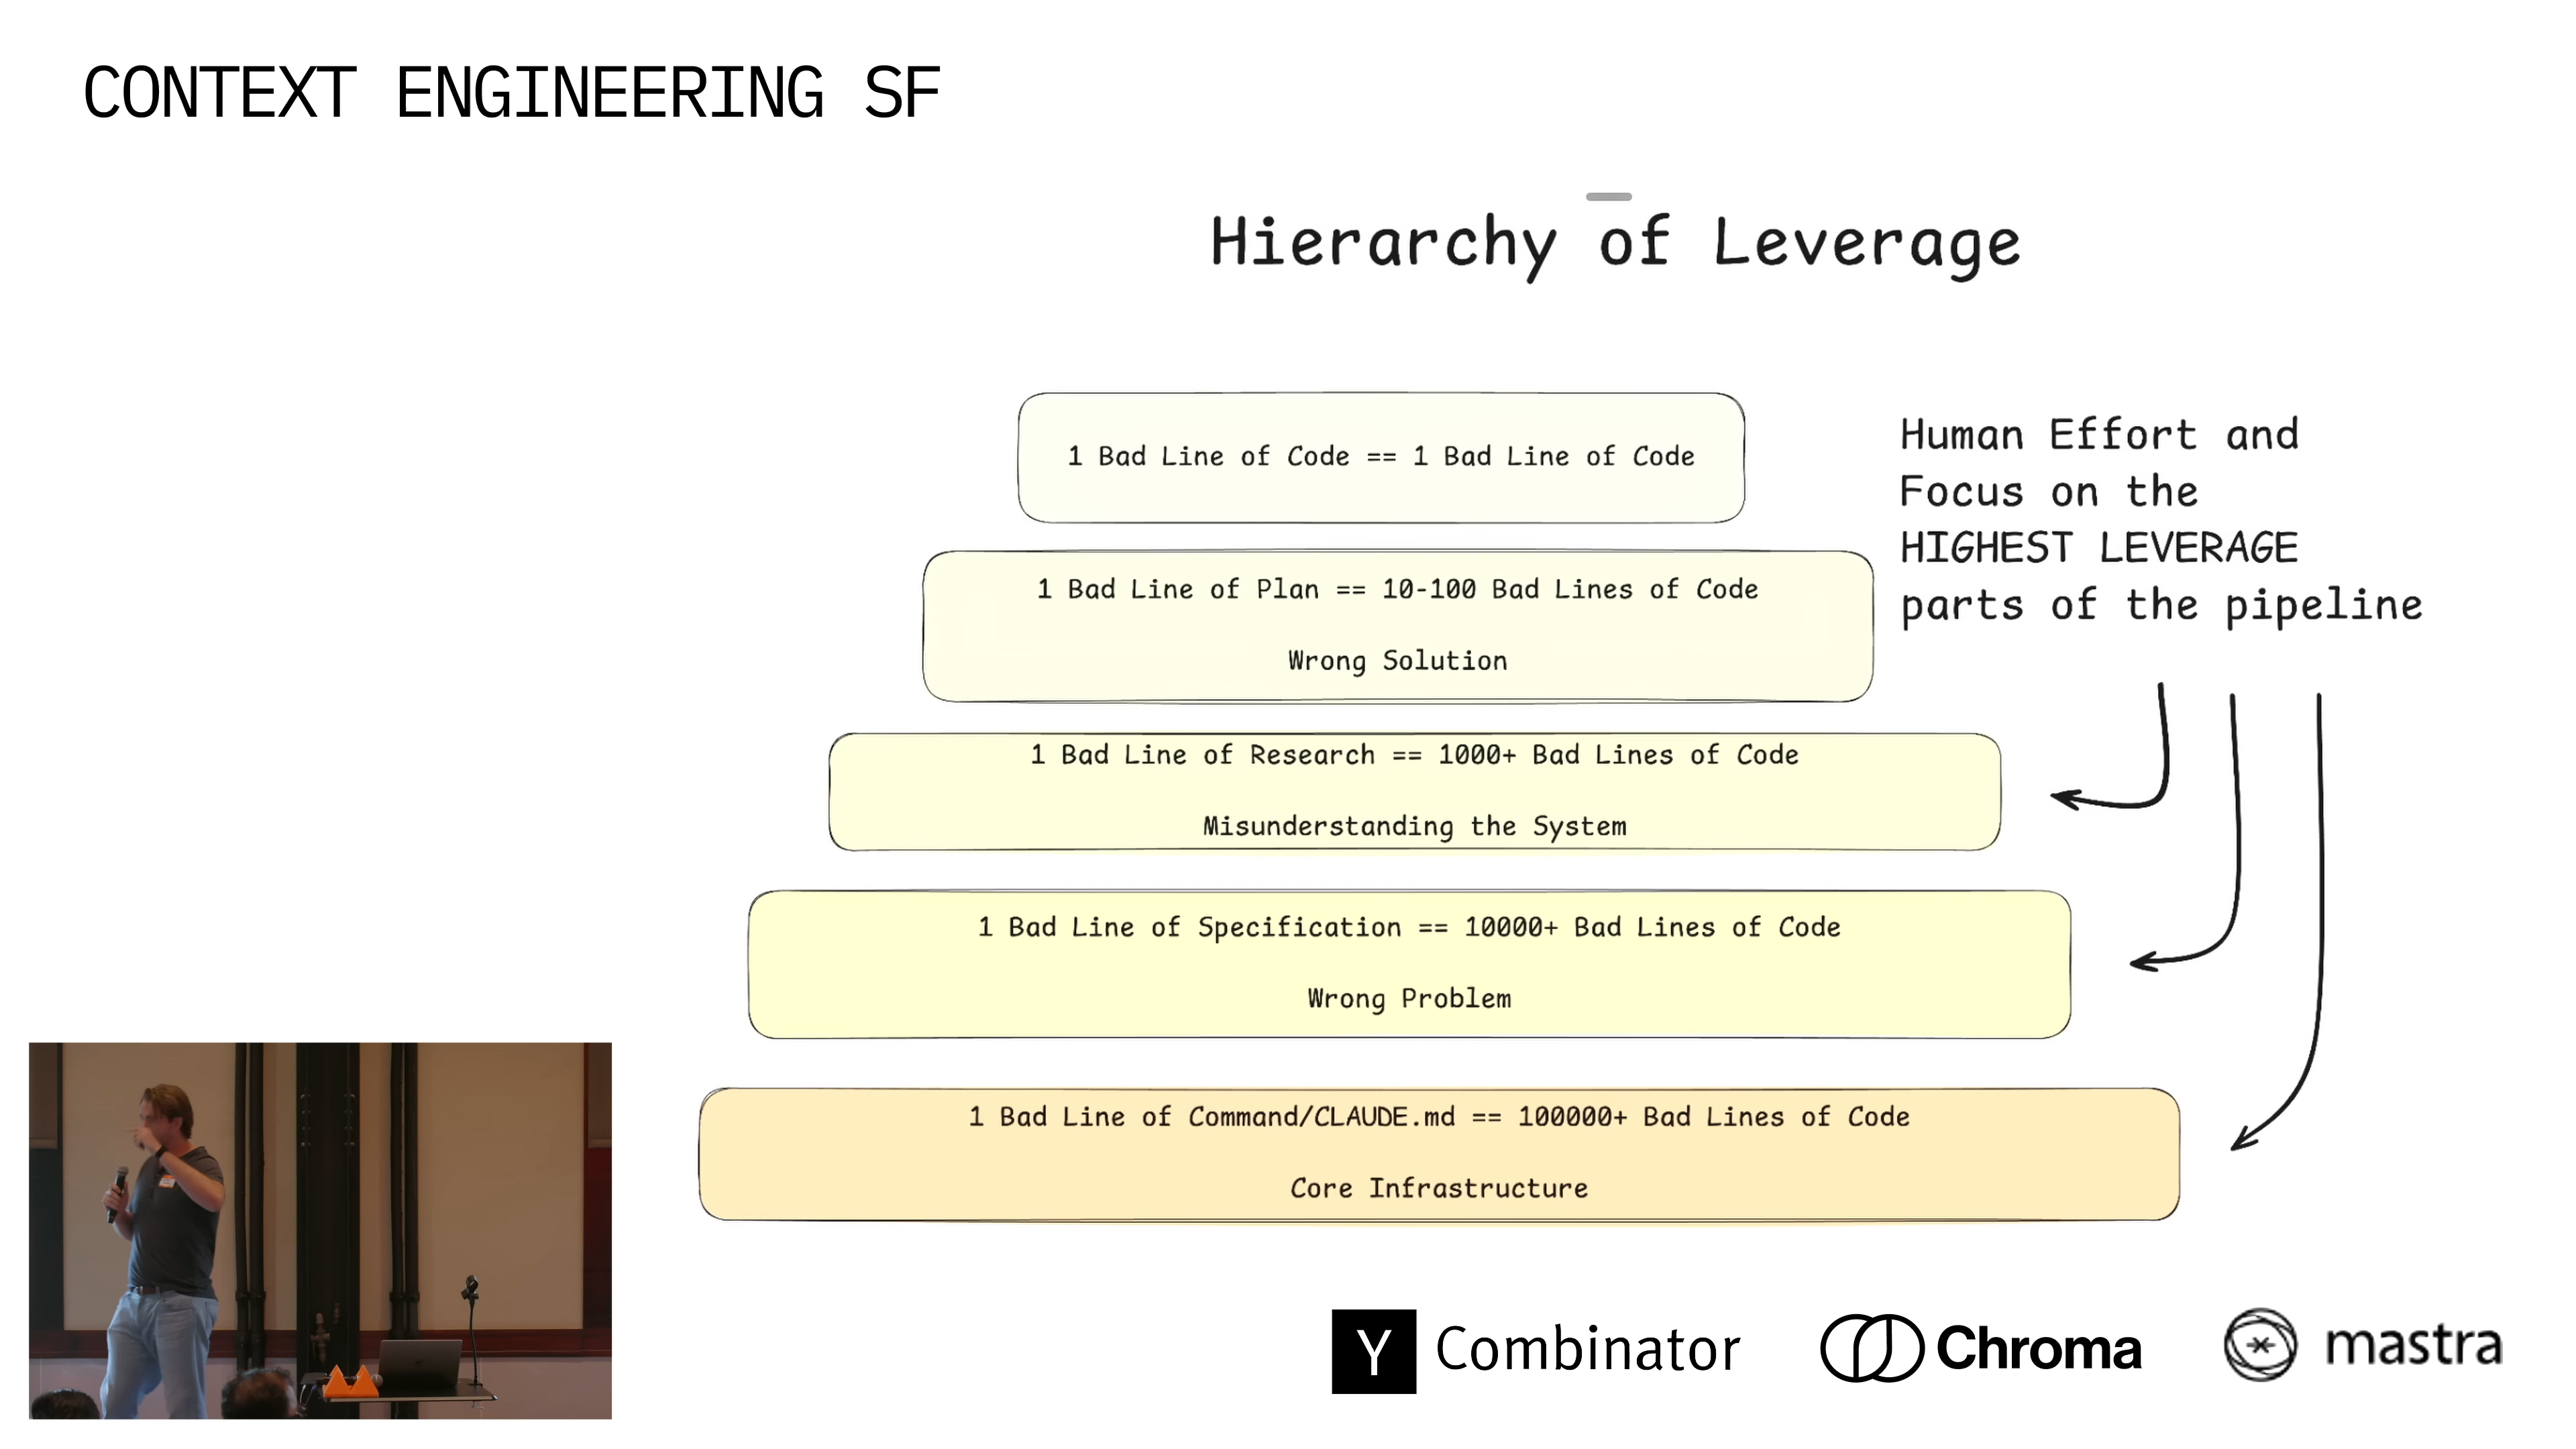 CONTEXT ENGINEERING SF
Hierarchy of Leverage
1 Bad Line of Code == 1 Bad Line of Code
1 Bad Line of Plan == 10-100 Bad Lines of Code
Wrong Solution
1 Bad Line of Research == 1000+ Bad Lines of Code
Misunderstanding the System
1 Bad Line of Specification == 10000+ Bad Lines of Code
Wrong Problem
1 Bad Line of Command/CLAUDE.md == 100000+ Bad Lines of Code
Core Infrastructure
Human Effort and
Focus on the
HIGHEST LEVERAGE
parts of the pipeline
Y Combinator
Chroma
mastra